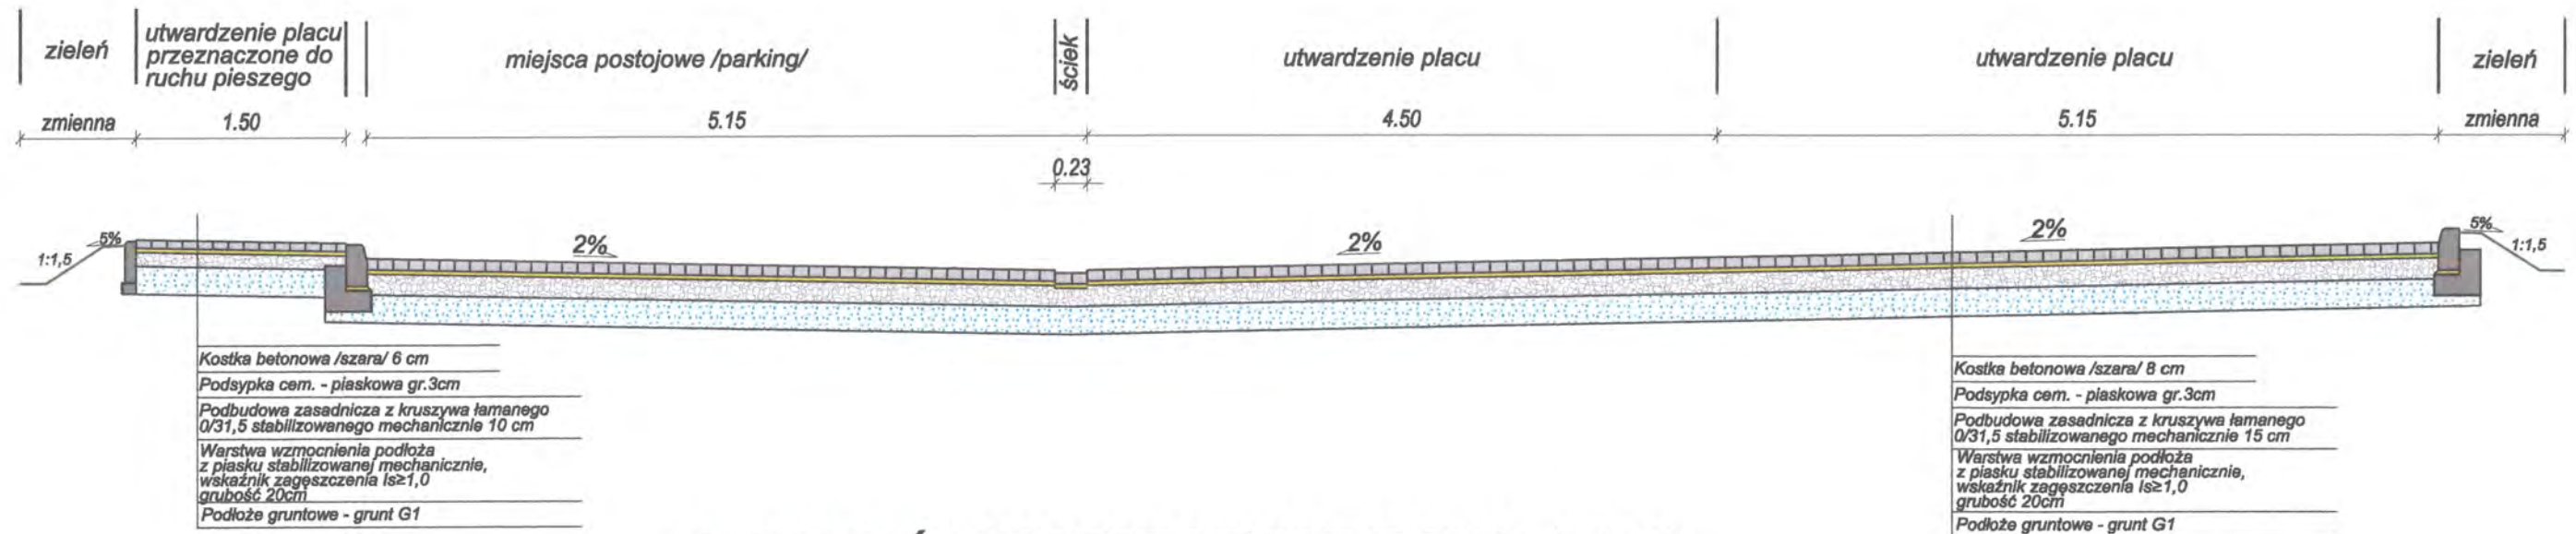 zieleń
utwardzenie placu
przeznaczone do
ruchu pieszego
miejsca postojowe /parking/
ściek
utwardzenie placu
utwardzenie placu
zieleń
zmienna
1.50
5.15
4.50
5.15
zmienna
0.23
1:1,5
5%
2%
2%
2%
5%
1:1,5
Kostka betonowa /szara/ 6 cm
Podsypka cem. - piaskowa gr.3cm
Podbudowa zasadnicza z kruszywa łamanego
0/31,5 stabilizowanego mechanicznie 10 cm
Warstwa wzmocnienia podłoża
z piasku stabilizowanej mechanicznie,
wskaźnik zagęszczenia Is≥1,0
grubość 20cm
Podłoże gruntowe - grunt G1
Kostka betonowa /szara/ 8 cm
Podsypka cem. - piaskowa gr.3cm
Podbudowa zasadnicza z kruszywa łamanego
0/31,5 stabilizowanego mechanicznie 15 cm
Warstwa wzmocnienia podłoża
z piasku stabilizowanej mechanicznie,
wskaźnik zagęszczenia Is≥1,0
grubość 20cm
Podłoże gruntowe - grunt G1